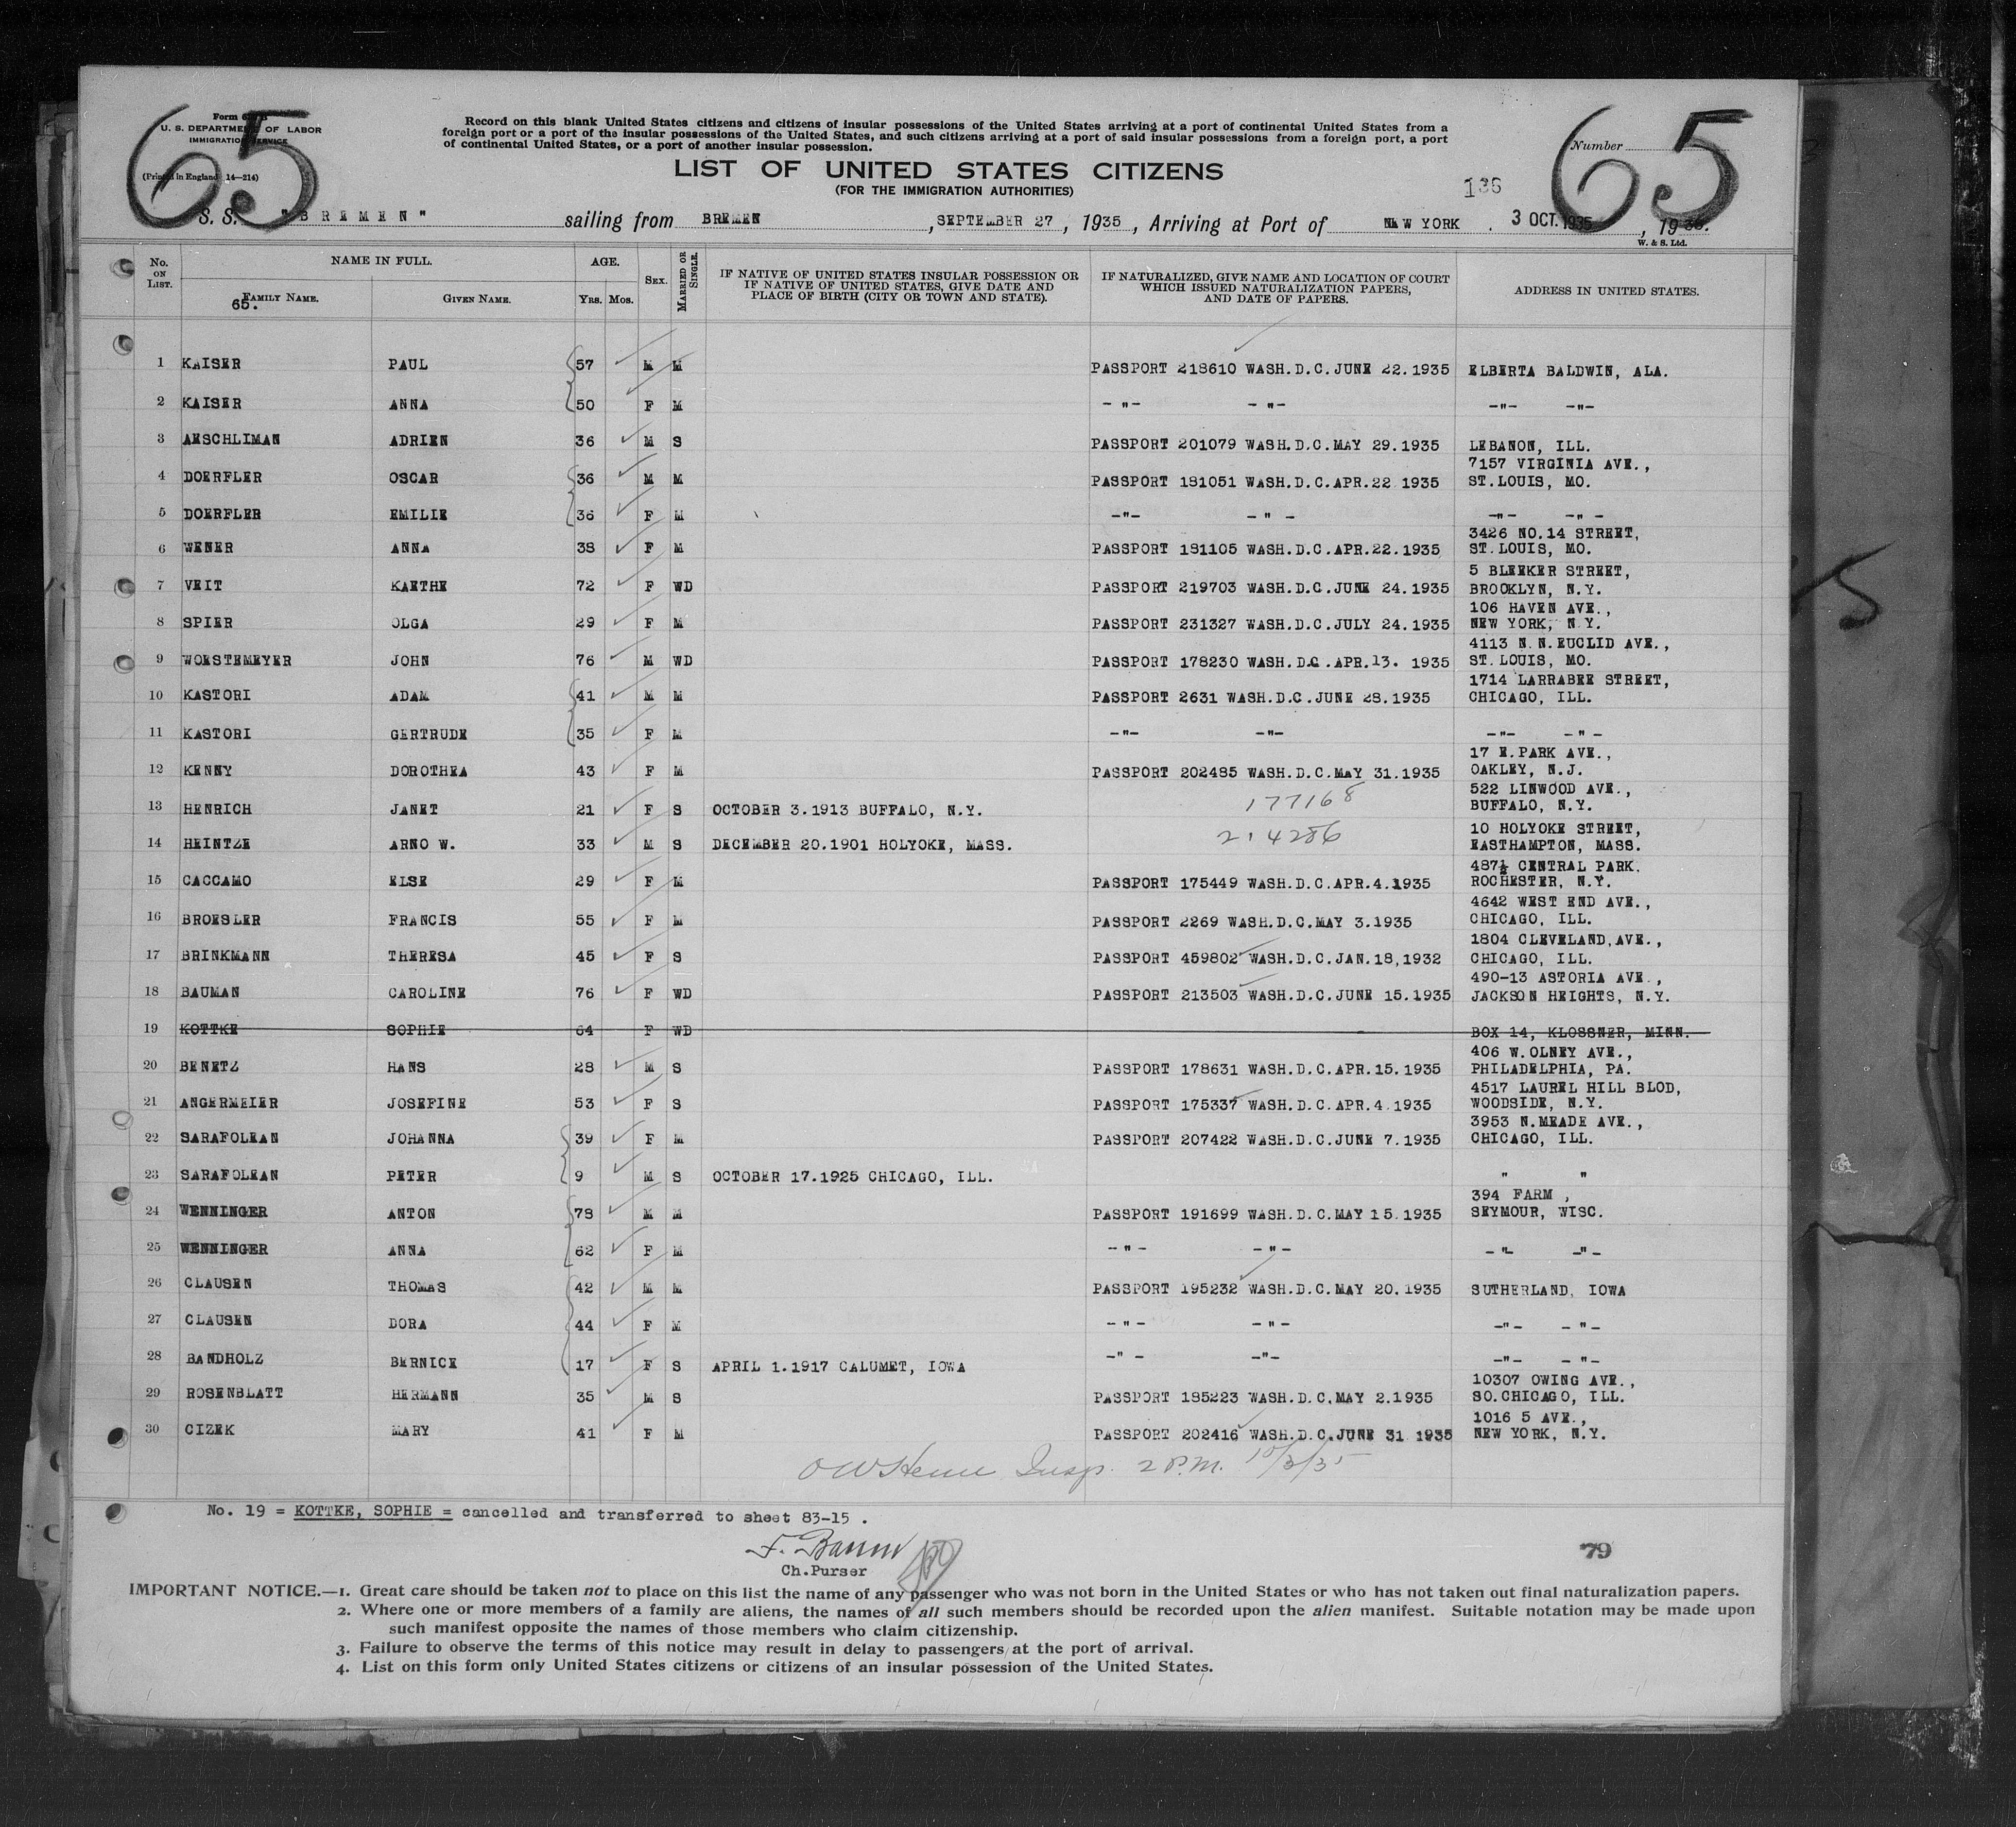 65
Form
U. S. DEPARTMENT OF LABOR
IMMIGRATION SERVICE
(Printed in England 14—214)
Record on this blank United States citizens and citizens of insular possessions of the United States arriving at a port of continental United States from a
foreign port or a port of the insular possessions of the United States, and such citizens arriving at a port of said insular possessions from a foreign port, a port
of continental United States, or a port of another insular possession.
LIST OF UNITED STATES CITIZENS
(FOR THE IMMIGRATION AUTHORITIES)
Number
65
136
S. S. "BREMEN" sailing from BREMEN, SEPTEMBER 27, 1935, Arriving at Port of NEW YORK. 3 OCT. 1935, 1935.
W. & S. Ltd.
No. ON LIST. NAME IN FULL. AGE. SEX. MARRIED OR SINGLE. IF NATIVE OF UNITED STATES INSULAR POSSESSION OR IF NATIVE OF UNITED STATES, GIVE DATE AND PLACE OF BIRTH (CITY OR TOWN AND STATE). IF NATURALIZED, GIVE NAME AND LOCATION OF COURT WHICH ISSUED NATURALIZATION PAPERS, AND DATE OF PAPERS. ADDRESS IN UNITED STATES.
FAMILY NAME. GIVEN NAME. YRS. MOS.
65.
1 KAISER PAUL 57 M M PASSPORT 218610 WASH.D.C.JUNE 22.1935 ELBERTA BALDWIN, ALA.
2 KAISER ANNA 50 F M -"- -"- -"- -"-
3 AESCHLIMAN ADRIEN 36 M S PASSPORT 201079 WASH.D.C.MAY 29.1935 LEBANON, ILL.
4 DOERFLER OSCAR 36 M M PASSPORT 181051 WASH.D.C.APR.22 1935 7157 VIRGINIA AVE., ST.LOUIS, MO.
5 DOERFLER EMILIE 36 F M -"- -"- -"- -"-
6 WENER ANNA 38 F M PASSPORT 181105 WASH.D.C.APR.22.1935 3426 NO.14 STREET, ST.LOUIS, MO.
7 VEIT KAETHE 72 F WD PASSPORT 219703 WASH.D.C.JUNE 24.1935 5 BLEEKER STREET, BROOKLYN, N.Y.
8 SPIER OLGA 29 F M PASSPORT 231327 WASH.D.C.JULY 24.1935 106 HAVEN AVE., NEW YORK, N.Y.
9 WOESTEMEYER JOHN 76 M WD PASSPORT 178230 WASH.D.C.APR.13. 1935 4113 N.N.EUCLID AVE., ST.LOUIS, MO.
10 KASTORI ADAM 41 M M PASSPORT 2631 WASH.D.C.JUNE 28.1935 1714 LARRABEE STREET, CHICAGO, ILL.
11 KASTORI GERTRUDE 35 F M -"- -"- -"- -"-
12 KENNY DOROTHEA 43 F M PASSPORT 202485 WASH.D.C.MAY 31.1935 17 E.PARK AVE., OAKLEY, N.J.
13 HENRICH JANET 21 F S OCTOBER 3.1913 BUFFALO, N.Y. 177168 522 LINWOOD AVE., BUFFALO, N.Y.
14 HEINTZE ARNO W. 33 M S DECEMBER 20.1901 HOLYOKE, MASS. 214286 10 HOLYOKE STREET, EASTHAMPTON, MASS.
15 CACCAMO ELSE 29 F M PASSPORT 175449 WASH.D.C.APR.4.1935 487½ CENTRAL PARK. ROCHESTER, N.Y.
16 BROESLER FRANCIS 55 F M PASSPORT 2269 WASH.D.C.MAY 3.1935 4642 WEST END AVE., CHICAGO, ILL.
17 BRINKMANN THERESA 45 F S PASSPORT 459802 WASH.D.C.JAN.18,1932 1804 CLEVELAND,AVE., CHICAGO, ILL.
18 BAUMAN CAROLINE 76 F WD PASSPORT 213503 WASH.D.C.JUNE 15.1935 490-13 ASTORIA AVE., JACKSON HEIGHTS, N.Y.
19 KOTTKE SOPHIE 64 F WD BOX 14, KLOSSNER, MINN.
20 BENETZ HANS 28 M S PASSPORT 178631 WASH.D.C.APR.15.1935 406 W.OLNEY AVE., PHILADELPHIA, PA.
21 ANGERMEIER JOSEFINE 53 F S PASSPORT 175337 WASH.D.C.APR.4.1935 4517 LAUREL HILL BLOD, WOODSIDE, N.Y.
22 SARAFOLEAN JOHANNA 39 F M PASSPORT 207422 WASH.D.C.JUNE 7.1935 3953 N.MEADE AVE., CHICAGO, ILL.
23 SARAFOLEAN PETER 9 M S OCTOBER 17.1925 CHICAGO, ILL. " "
24 WENNINGER ANTON 78 M M PASSPORT 191699 WASH.D.C.MAY 15.1935 394 FARM, SEYMOUR, WISC.
25 WENNINGER ANNA 62 F M -"- -"- -"- -"-
26 CLAUSEN THOMAS 42 M M PASSPORT 195232 WASH.D.C.MAY 20.1935 SUTHERLAND, IOWA
27 CLAUSEN DORA 44 F M -"- -"- -"- -"-
28 BANDHOLZ BERNICE 17 F S APRIL 1.1917 CALUMET, IOWA -"- -"- -"- -"-
29 ROSENBLATT HERMANN 35 M S PASSPORT 185223 WASH.D.C.MAY 2.1935 10307 OWING AVE., SO.CHICAGO, ILL.
30 CIZEK MARY 41 F M PASSPORT 202416 WASH.D.C.JUNE 31 1935 1016 5 AVE., NEW YORK, N.Y.
Insp. 2 P.M. 10/3/35
No. 19 = KOTTKE, SOPHIE = cancelled and transferred to sheet 83-15 .
F. Baum
Ch.Purser
79
IMPORTANT NOTICE.—1. Great care should be taken not to place on this list the name of any passenger who was not born in the United States or who has not taken out final naturalization papers.
2. Where one or more members of a family are aliens, the names of all such members should be recorded upon the alien manifest. Suitable notation may be made upon
such manifest opposite the names of those members who claim citizenship.
3. Failure to observe the terms of this notice may result in delay to passengers at the port of arrival.
4. List on this form only United States citizens or citizens of an insular possession of the United States.